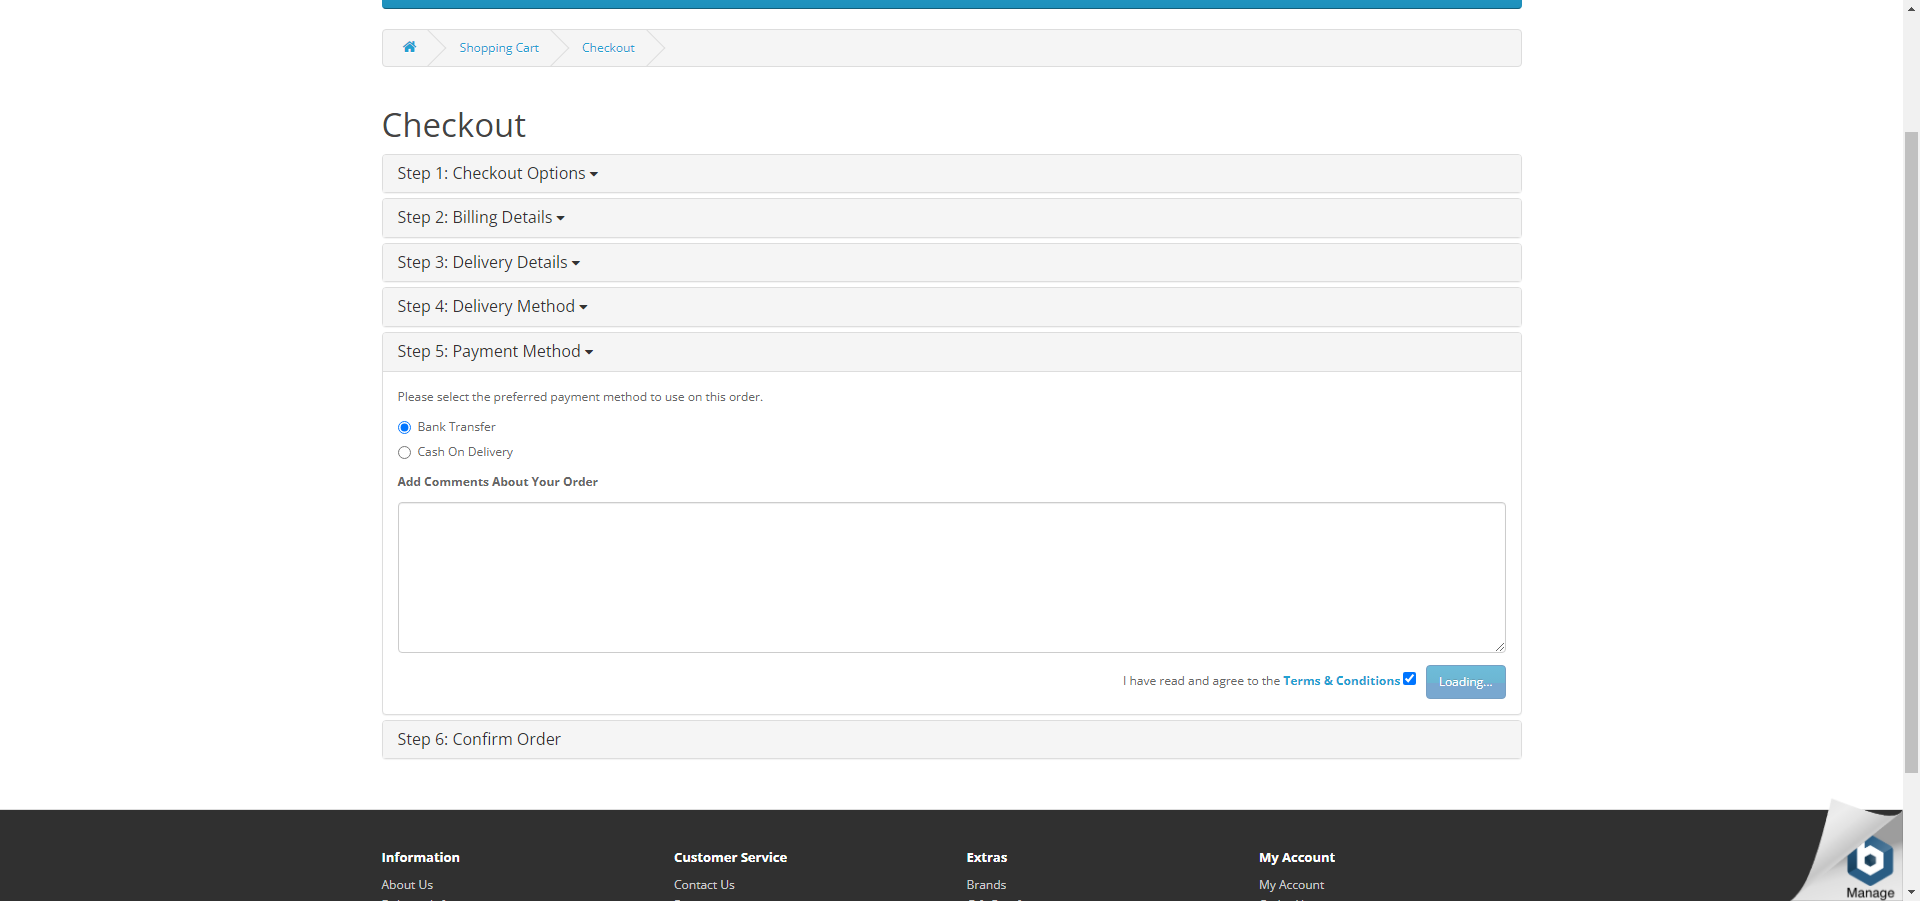 Shopping Cart
Checkout
Checkout
Step 1: Checkout Options
Step 2: Billing Details
Step 3: Delivery Details
Step 4: Delivery Method
Step 5: Payment Method
Please select the preferred payment method to use on this order.
Bank Transfer
Cash On Delivery
Add Comments About Your Order
I have read and agree to the Terms & Conditions
Loading...
Step 6: Confirm Order
Information
Customer Service
Extras
My Account
About Us
Contact Us
Brands
My Account
Manage